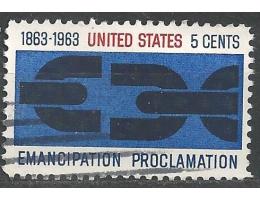 1863-1963 UNITED STATES 5 CENTS
EMANCIPATION PROCLAMATION